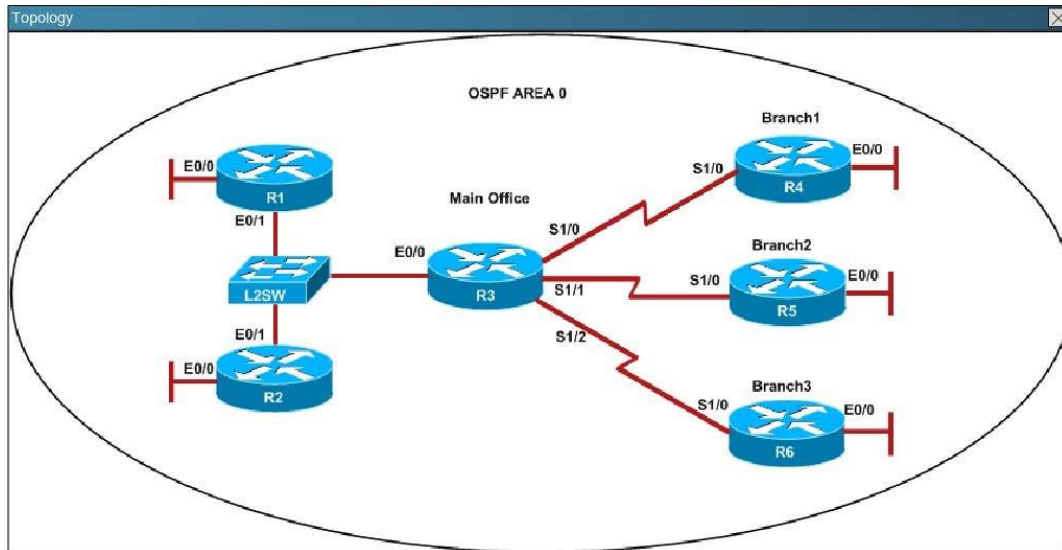 Topology
OSPF AREA 0
Branch1
E0/0
R1
E0/1
S1/0
R4
E0/0
Main Office
E0/0
R3
S1/0
S1/1
S1/2
Branch2
S1/0
R5
E0/0
L2SW
E0/1
E0/0
R2
Branch3
S1/0
R6
E0/0